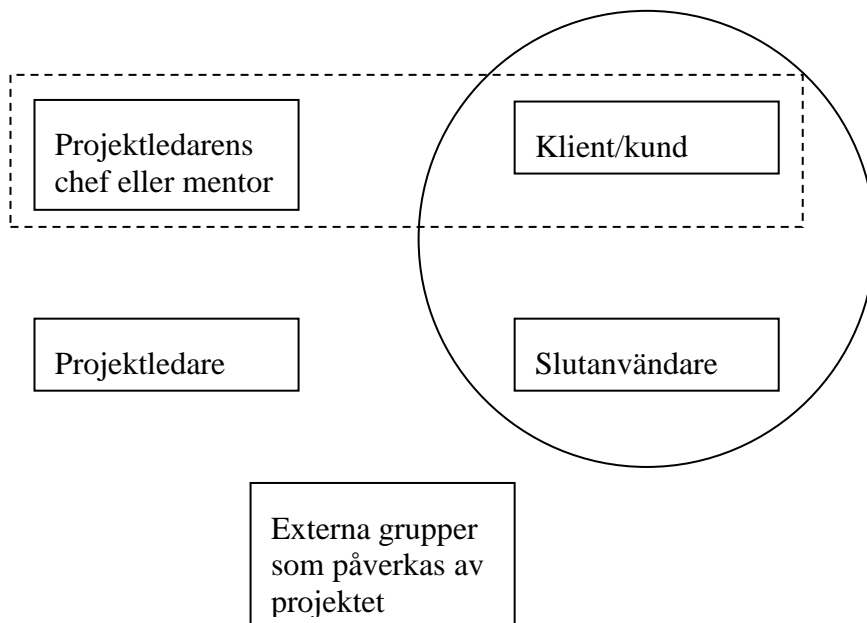 Projektledarens
chef eller mentor
Klient/kund
Projektledare
Slutanvändare
Externa grupper
som påverkas av
projektet